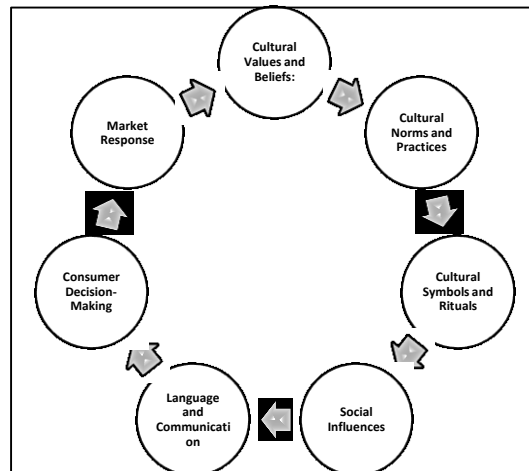 Cultural
Values and
Beliefs:
Cultural
Norms and
Practices
Cultural
Symbols and
Rituals
Social
Influences
Language
and
Communicati
on
Consumer
Decision-
Making
Market
Response